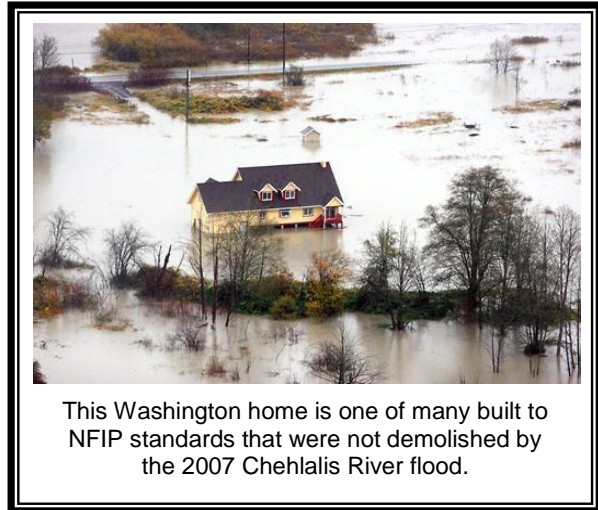 This Washington home is one of many built to
NFIP standards that were not demolished by
the 2007 Chehlalis River flood.